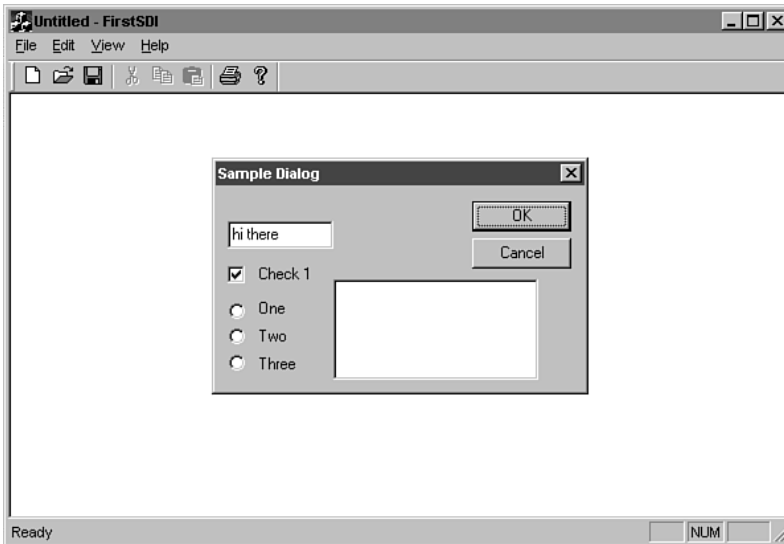 Untitled - FirstSDI
File Edit View Help
Sample Dialog
OK
hi there
Cancel
Check 1
One
Two
Three
Ready
NUM